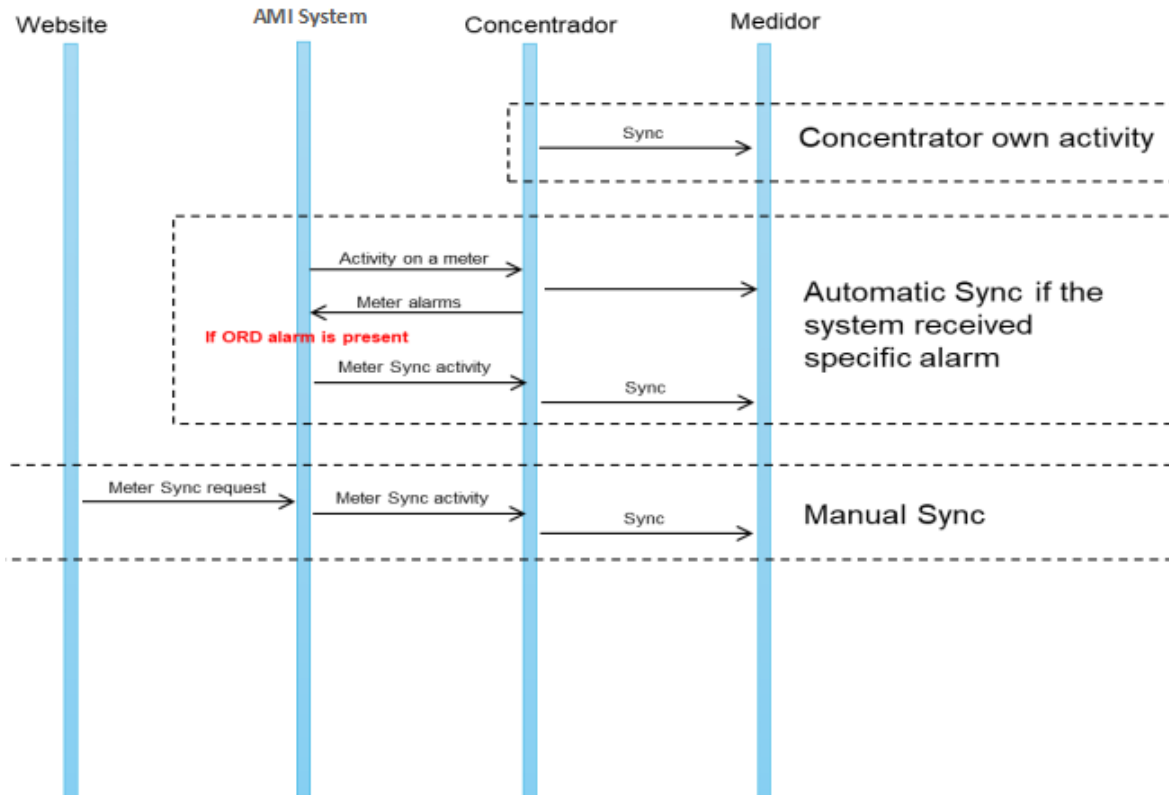 Website
AMI System
Concentrador
Medidor
Sync
Concentrator own activity
Activity on a meter
Meter alarms
If ORD alarm is present
Meter Sync activity
Sync
Automatic Sync if the
system received
specific alarm
Meter Sync request
Meter Sync activity
Sync
Manual Sync